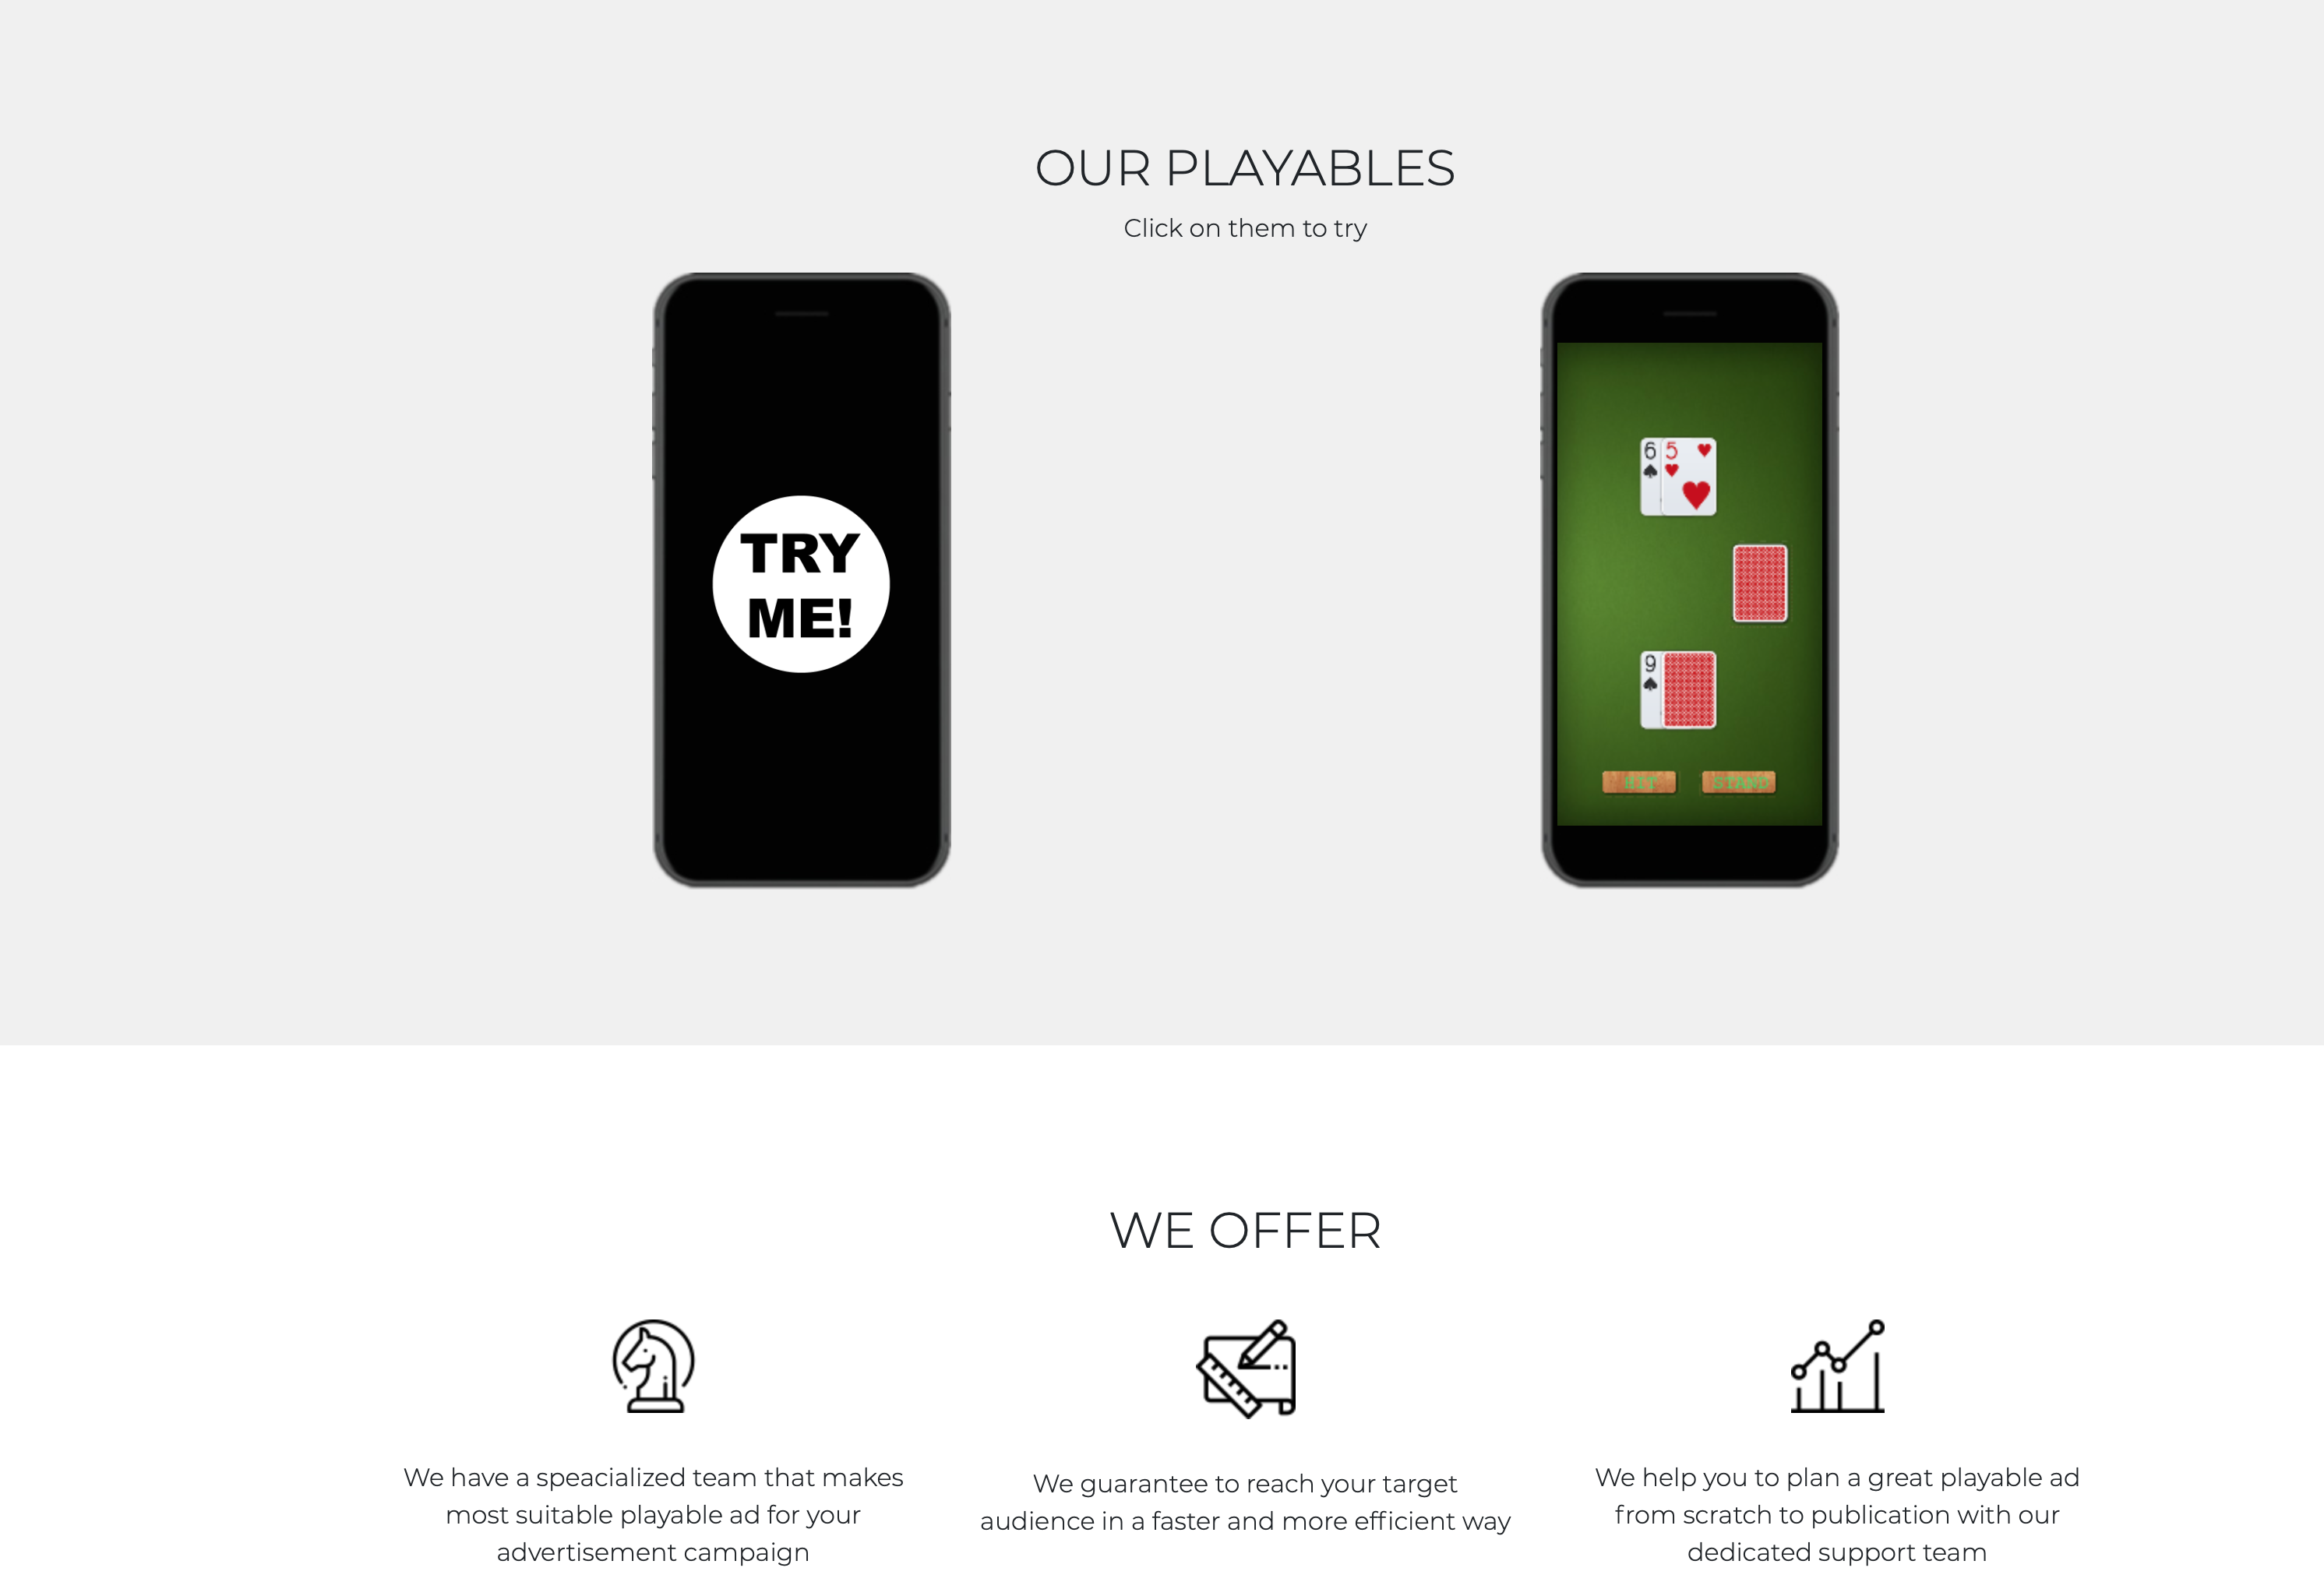 OUR PLAYABLES
Click on them to try
TRY
ME!
6 5
9
HIT STAND
WE OFFER
We have a speacialized team that makes
most suitable playable ad for your
advertisement campaign
We guarantee to reach your target
audience in a faster and more efficient way
We help you to plan a great playable ad
from scratch to publication with our
dedicated support team